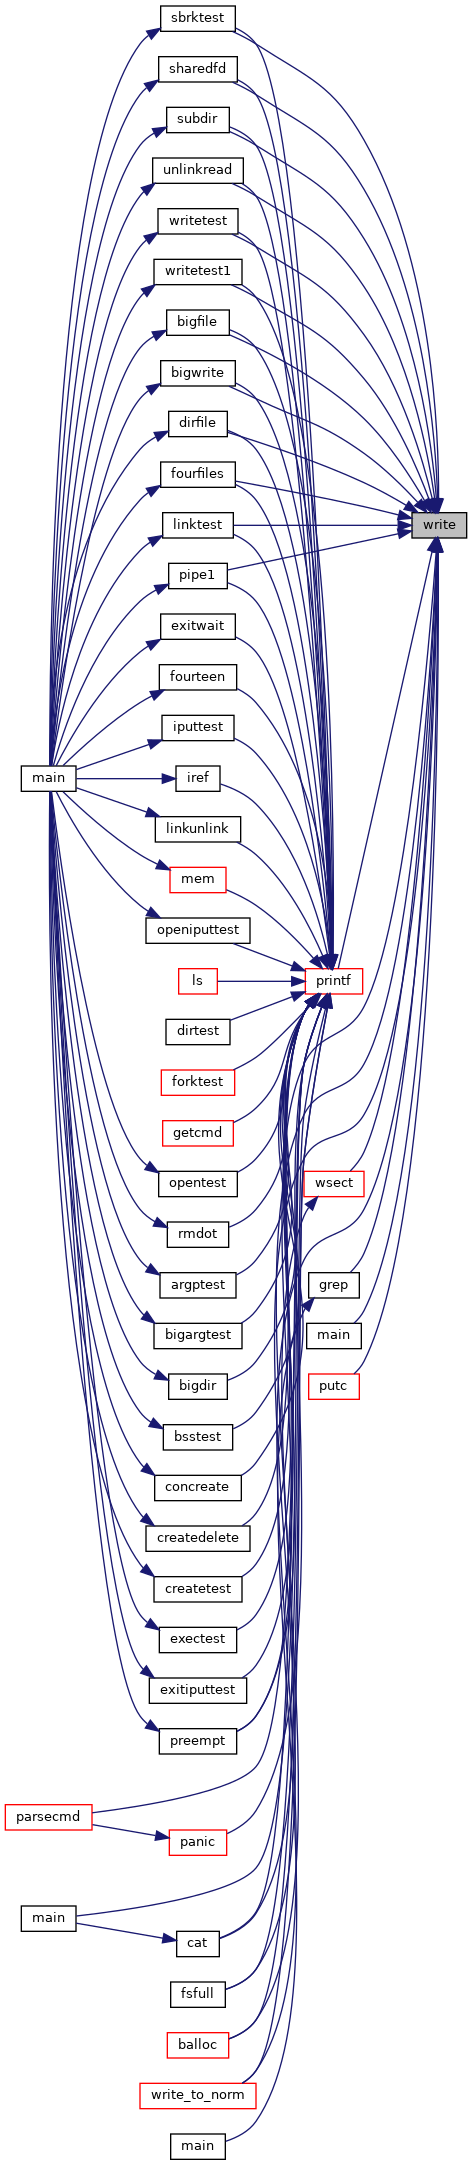 sbrktest
sharedfd
subdir
unlinkread
writetest
writetest1
bigfile
bigwrite
dirfile
fourfiles
linktest
write
pipe1
exitwait
fourteen
iputtest
main
iref
linkunlink
mem
openiputtest
ls
printf
dirtest
forktest
getcmd
opentest
wsect
rmdot
argptest
grep
bigargtest
main
bigdir
putc
bsstest
concreate
createdelete
createtest
exectest
exitiputtest
preempt
parsecmd
panic
main
cat
fsfull
balloc
write_to_norm
main